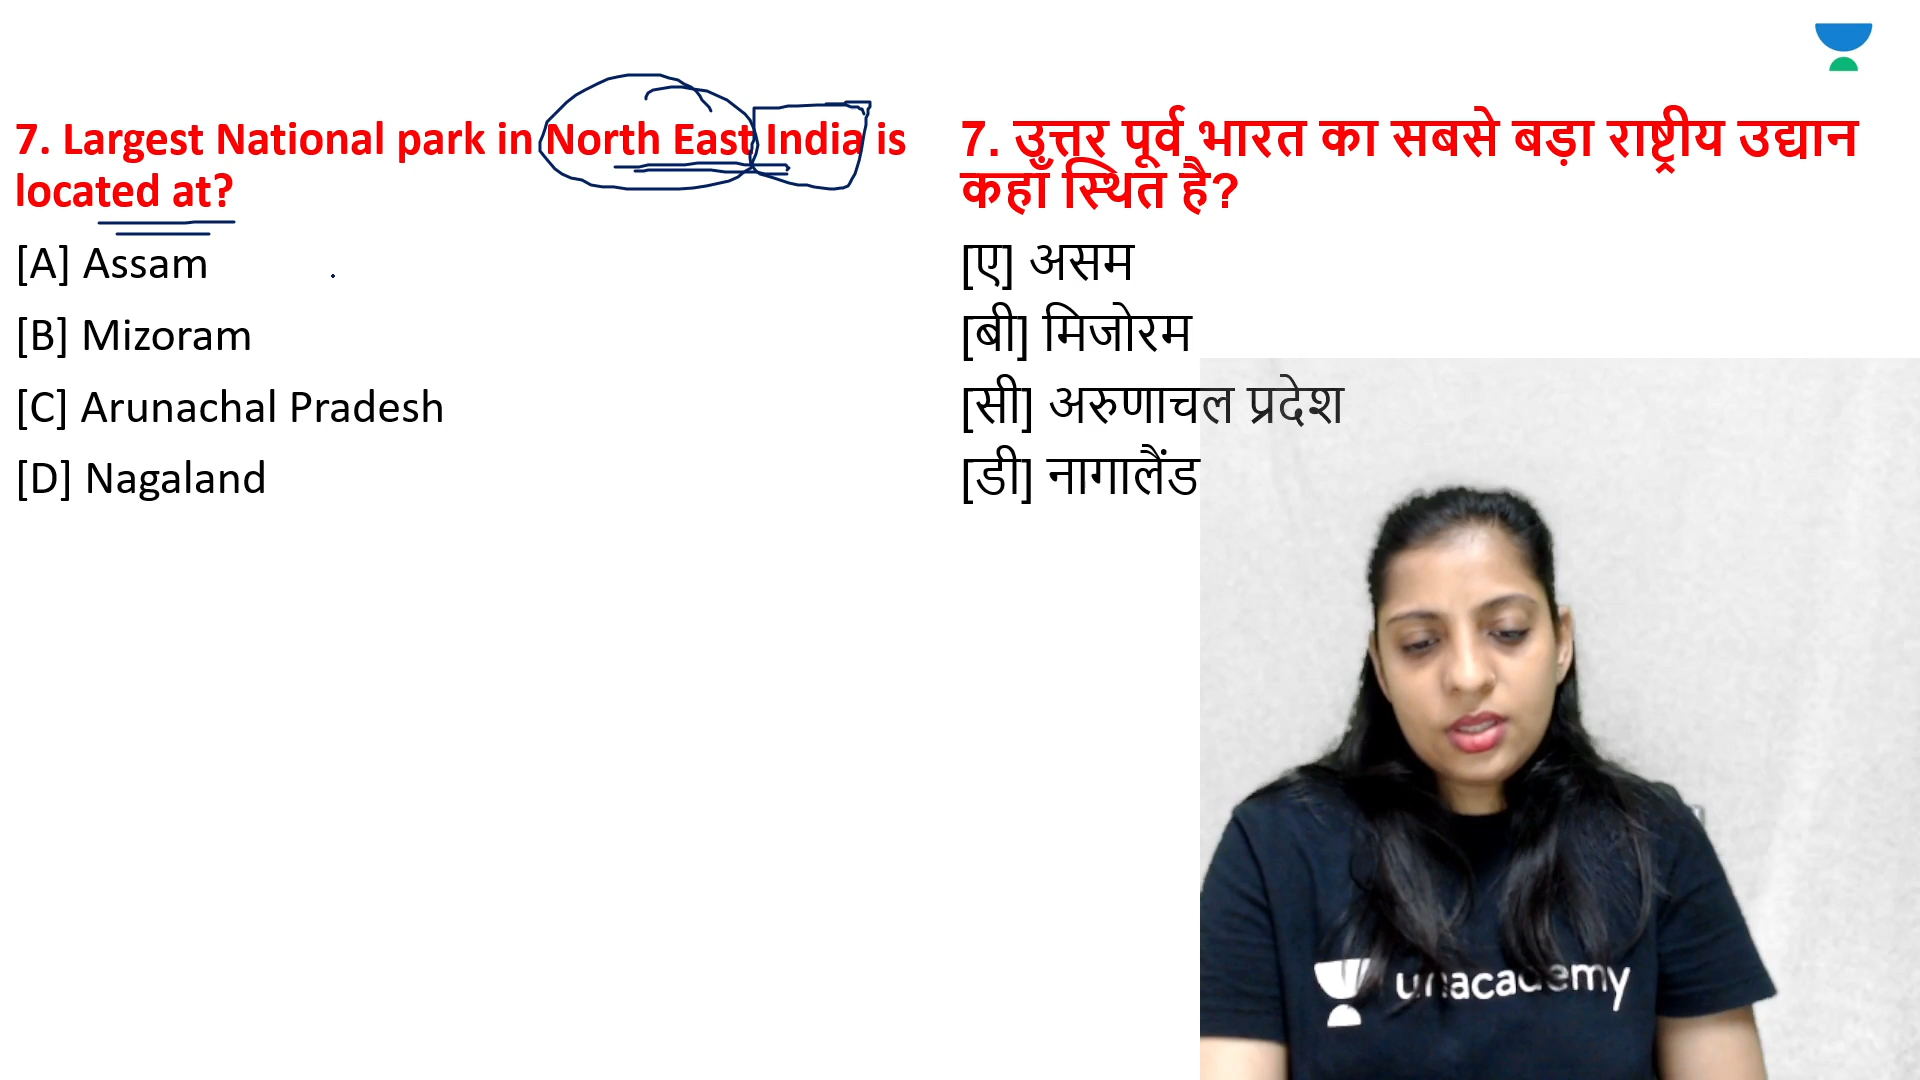 7. Largest National park in North East India is
located at?
[A] Assam
[B] Mizoram
[C] Arunachal Pradesh
[D] Nagaland
7. उत्तर पूर्व भारत का सबसे बड़ा राष्ट्रीय उद्यान
कहाँ स्थित है?
[ए] असम
[बी] मिजोरम
[सी] अरुणाचल प्रदेश
[डी] नागालैंड
unacademy